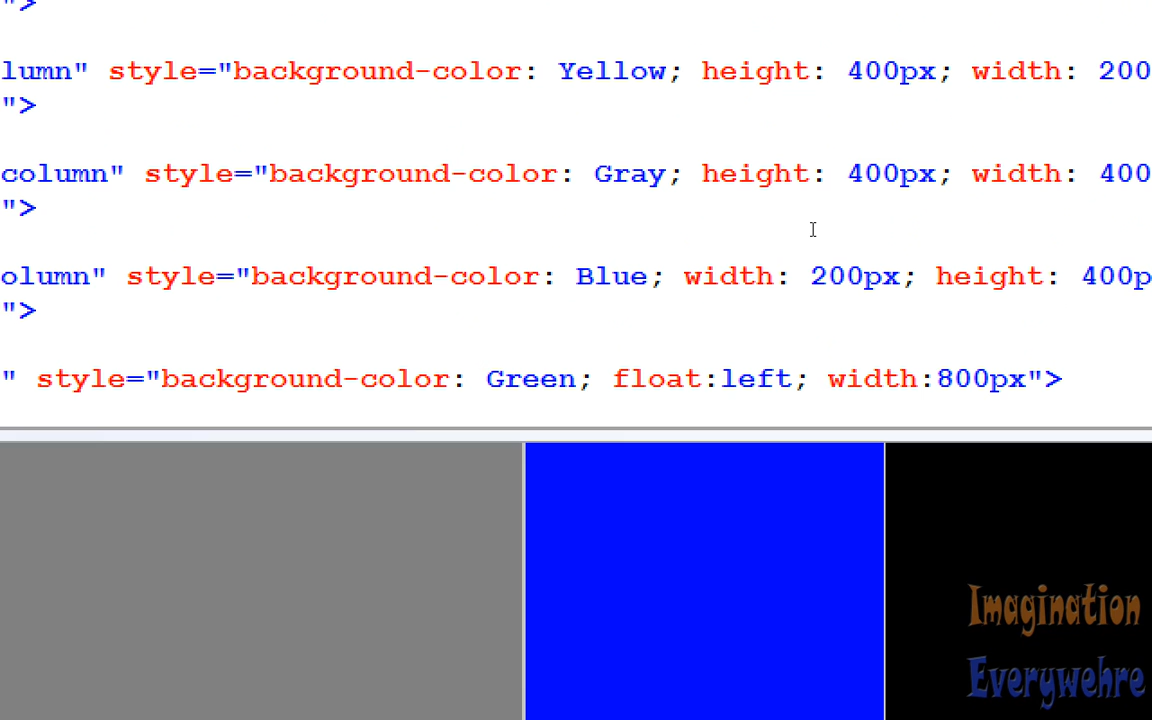 ">
lumn" style="background-color: Yellow; height: 400px; width: 200
">
column" style="background-color: Gray; height: 400px; width: 400
">
olumn" style="background-color: Blue; width: 200px; height: 400p
">
" style="background-color: Green; float:left; width:800px">
Imagination
Everywehre